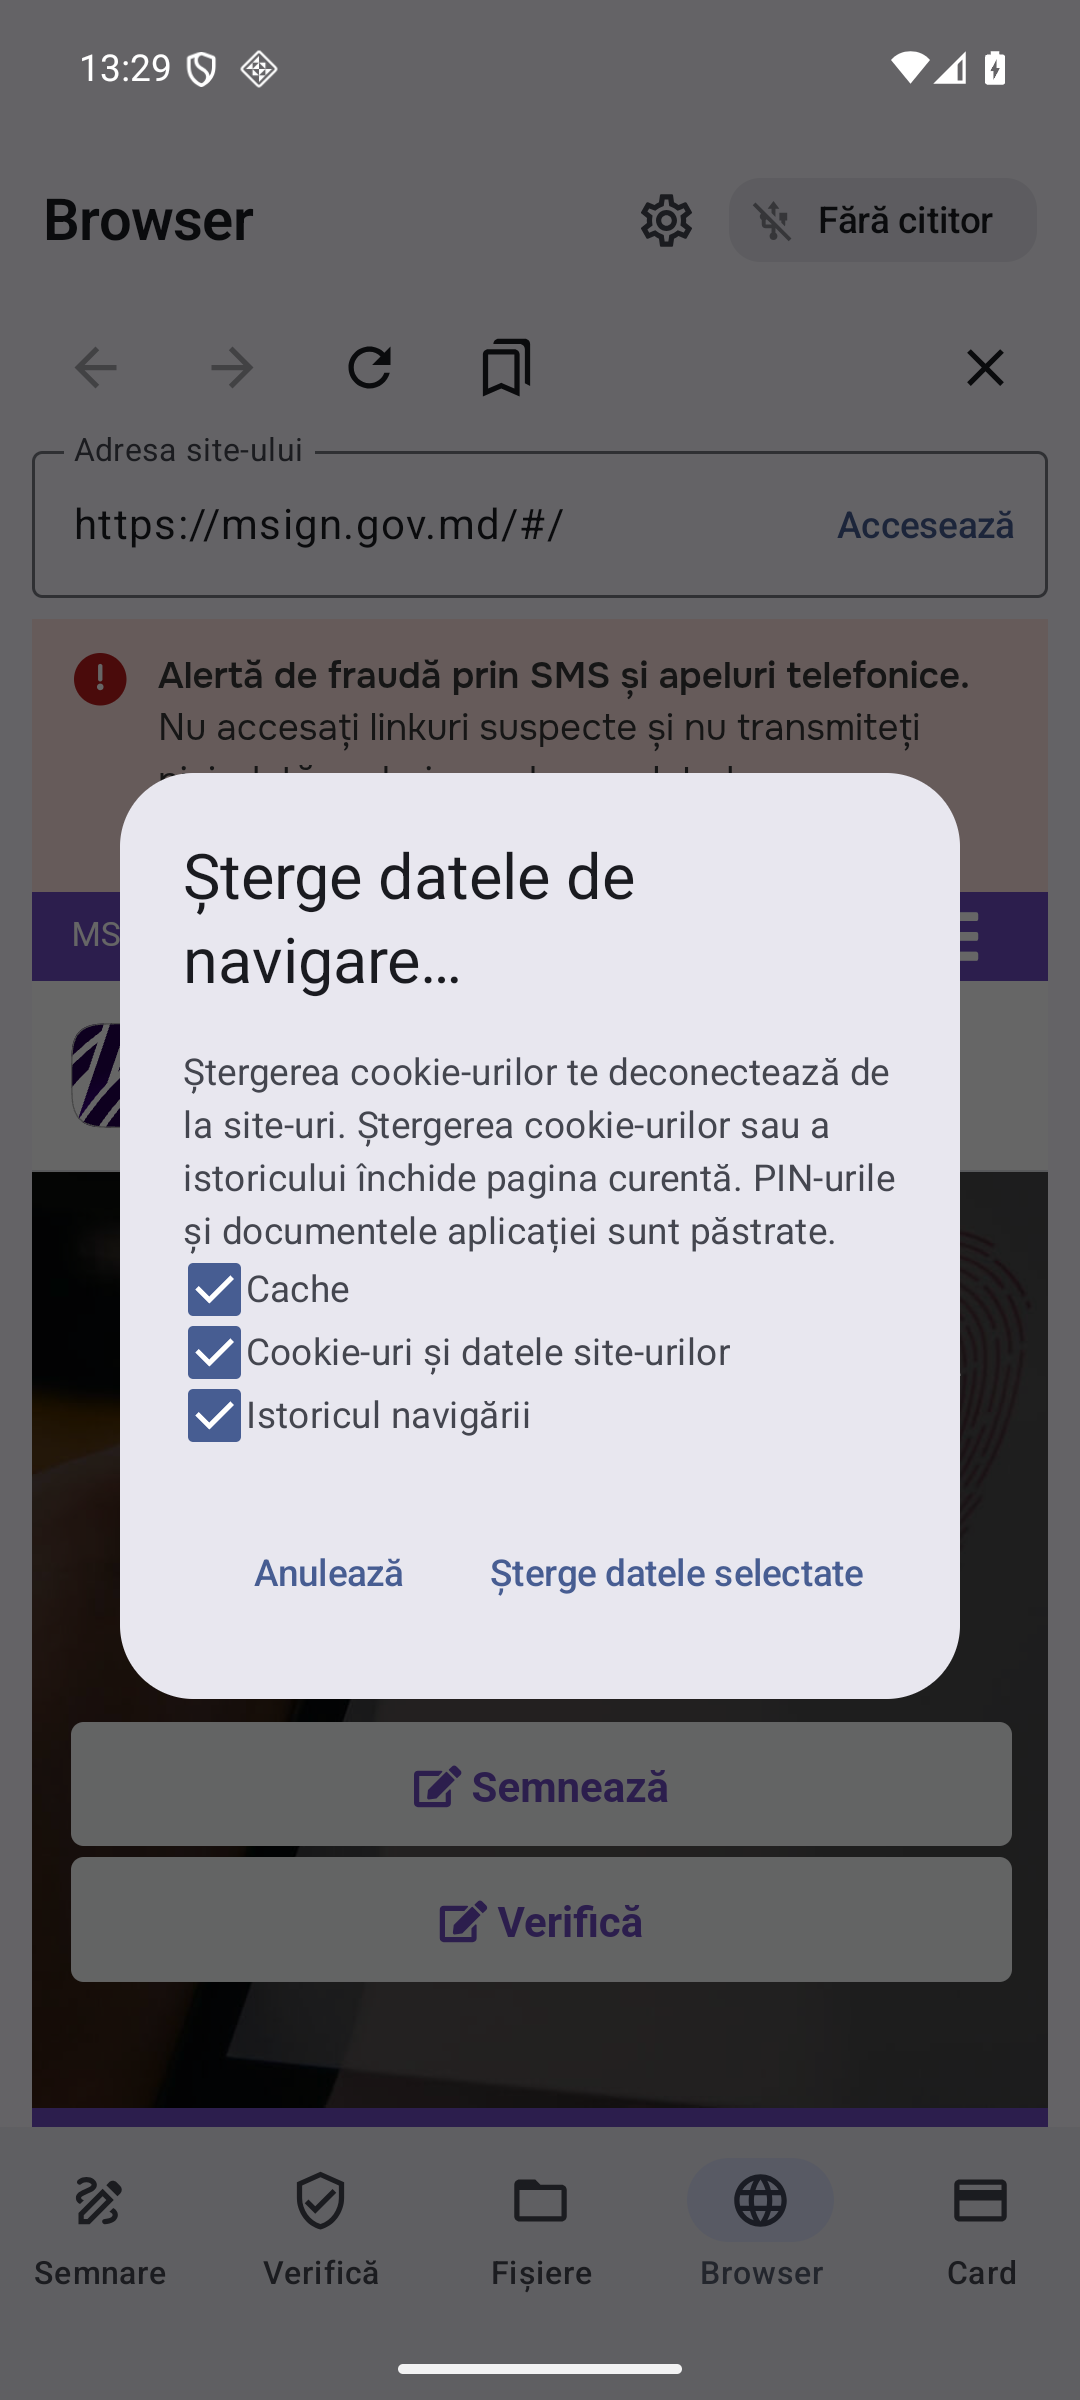 13:29
Browser
Fără cititor
Adresa site-ului
https://msign.gov.md/#/
Accesează
Alertă de fraudă prin SMS și apeluri telefonice.
Nu accesați linkuri suspecte și nu transmiteți
MS
Șterge datele de
navigare…
Ștergerea cookie-urilor te deconectează de
la site-uri. Ștergerea cookie-urilor sau a
istoricului închide pagina curentă. PIN-urile
și documentele aplicației sunt păstrate.
Cache
Cookie-uri și datele site-urilor
Istoricul navigării
Anulează
Șterge datele selectate
Semnează
Verifică
Semnare
Verifică
Fișiere
Browser
Card